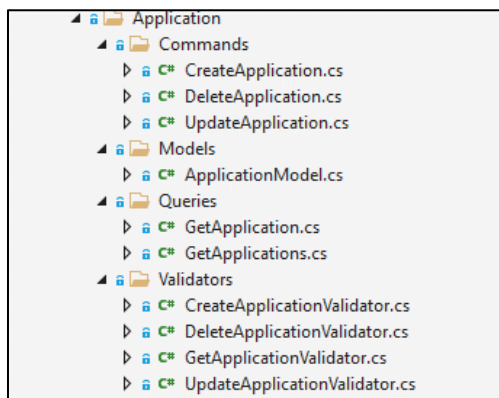 Application
Commands
C# CreateApplication.cs
C# DeleteApplication.cs
C# UpdateApplication.cs
Models
C# ApplicationModel.cs
Queries
C# GetApplication.cs
C# GetApplications.cs
Validators
C# CreateApplicationValidator.cs
C# DeleteApplicationValidator.cs
C# GetApplicationValidator.cs
C# UpdateApplicationValidator.cs